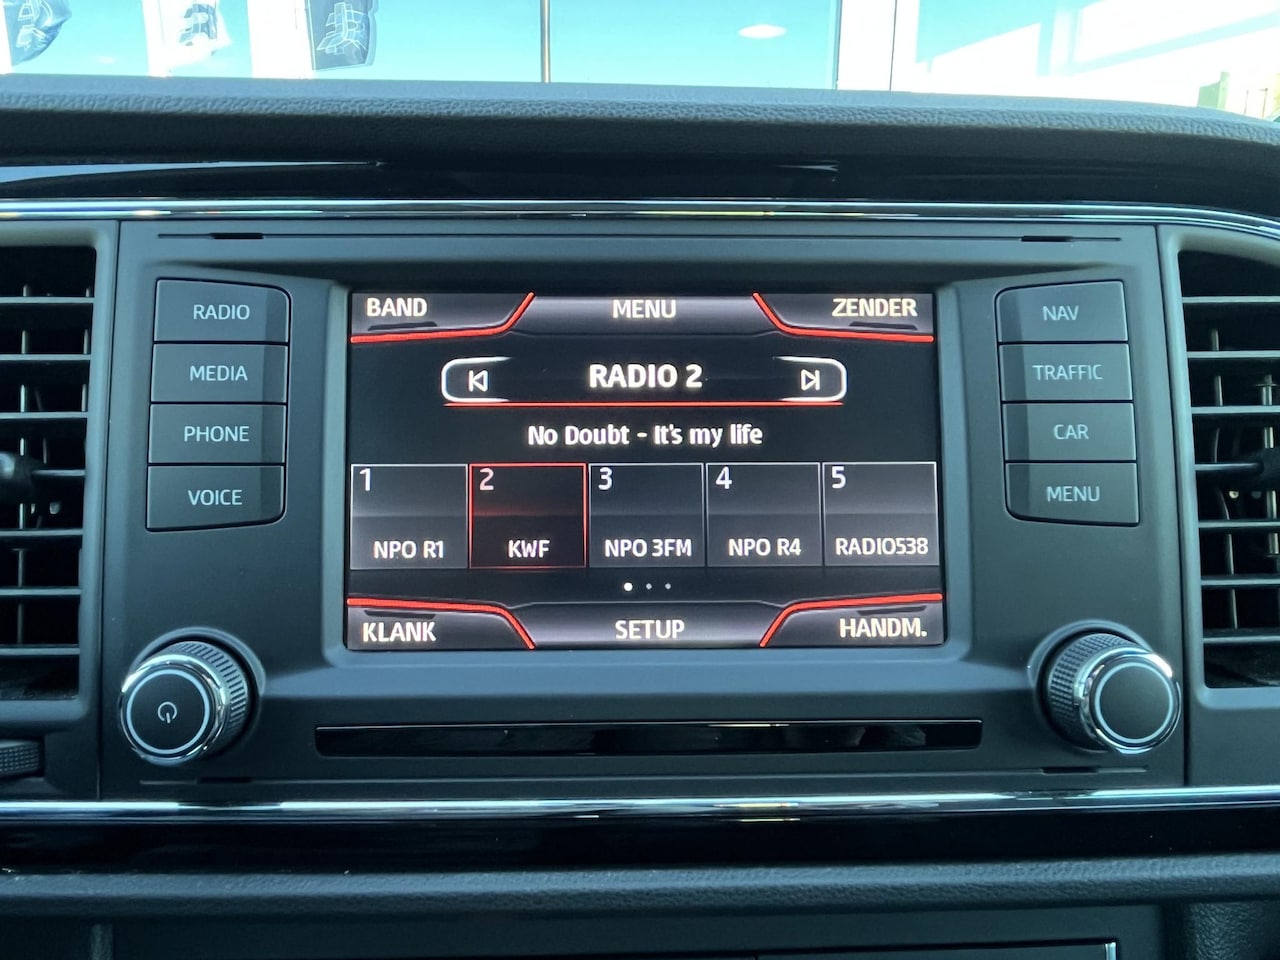 RADIO
MEDIA
PHONE
VOICE
BAND MENU ZENDER
RADIO 2
No Doubt - It's my life
1 2 3 4 5
NPO R1 KWF NPO 3FM NPO R4 RADIO538
KLANK SETUP HANDM.
NAV
TRAFFIC
CAR
MENU